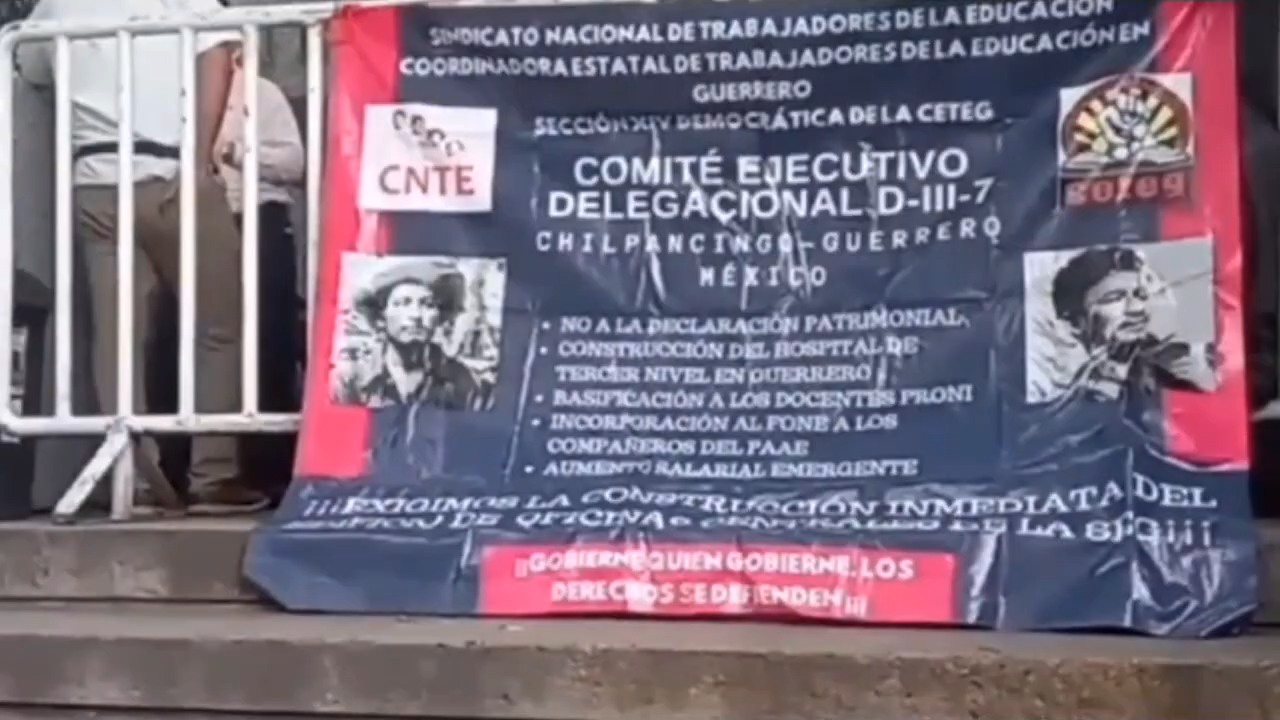 SINDICATO NACIONAL DE TRABAJADORES DE LA EDUCACIÓN
COORDINADORA ESTATAL DE TRABAJADORES DE LA EDUCACIÓN EN
GUERRERO
SECCIÓN XIV DEMOCRÁTICA DE LA CETEG
CNTE
COMITÉ EJECUTIVO
DELEGACIONAL D-III-7
CHILPANCINGO-GUERRERO
MÉXICO
ceteg
• NO A LA DECLARACIÓN PATRIMONIAL
• CONSTRUCCIÓN DEL HOSPITAL DE
TERCER NIVEL EN GUERRERO
• BASIFICACIÓN A LOS DOCENTES PRONI
• INCORPORACIÓN AL FONE A LOS
COMPAÑEROS DEL PAAE
• AUMENTO SALARIAL EMERGENTE
¡¡¡EXIGIMOS LA CONSTRUCCIÓN INMEDIATA DEL
DE OFICINAS CENTRALES DE LA SEG¡¡¡
¡¡GOBIERNE QUIEN GOBIERNE, LOS
DERECHOS SE DEFIENDEN¡¡¡